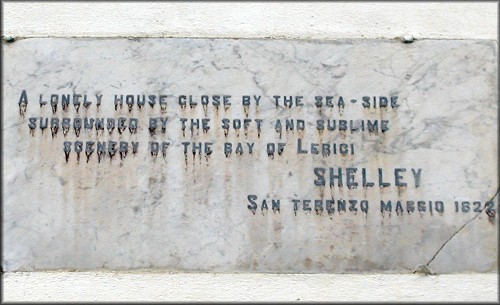 A LONELY HOUSE CLOSE BY THE SEA-SIDE
SURROUNDED BY THE SOFT AND SUBLIME
SCENERY OF THE BAY OF LERICI
SHELLEY
SAN TERENZO MAGGIO 1822